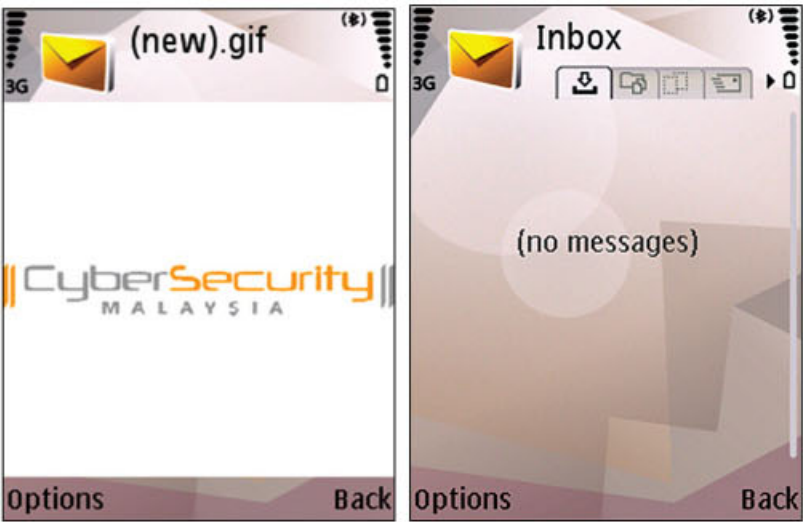 (new).gif
3G
CyberSecurity
MALAYSIA
Options Back
Inbox
3G
(no messages)
Options Back